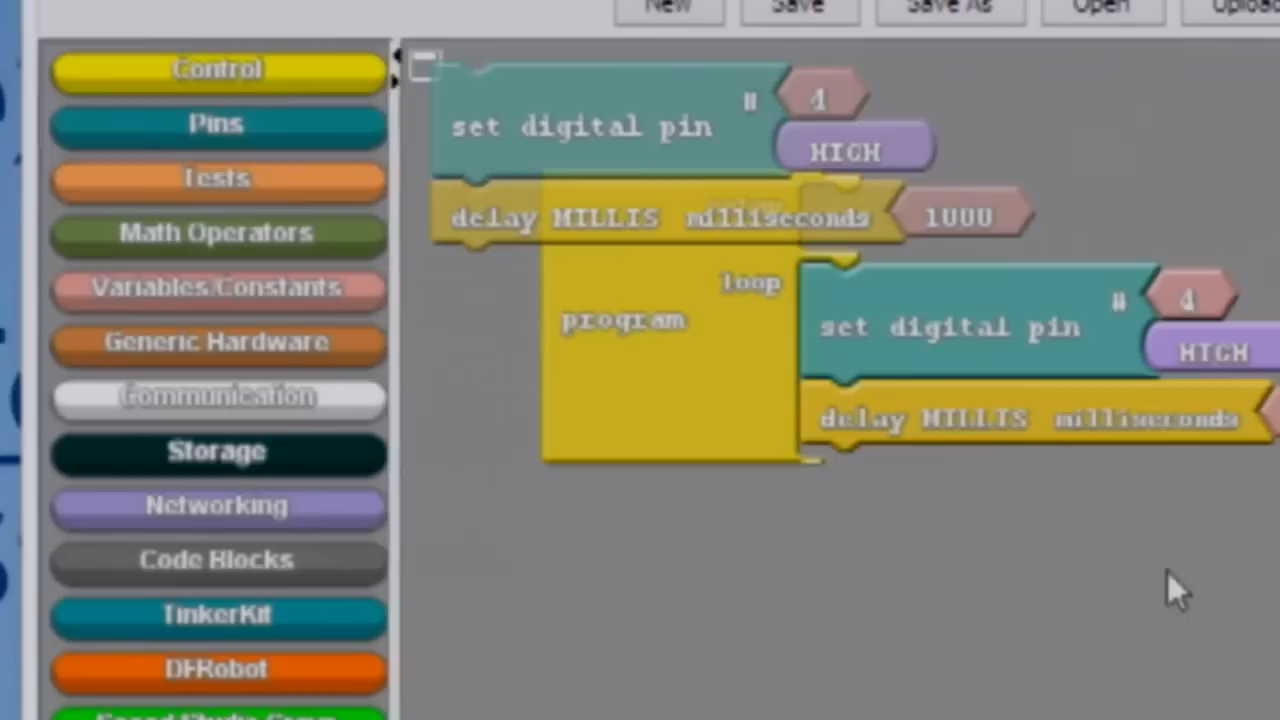 New Save Save As Open Upload
Control
Pins
Tests
Math Operators
Variables/Constants
Generic Hardware
Communication
Storage
Networking
Code Blocks
TinkerKit
DFRobot
set digital pin # 4
HIGH
delay MILLIS milliseconds 1000
program
loop
set digital pin # 4
HIGH
delay MILLIS milliseconds